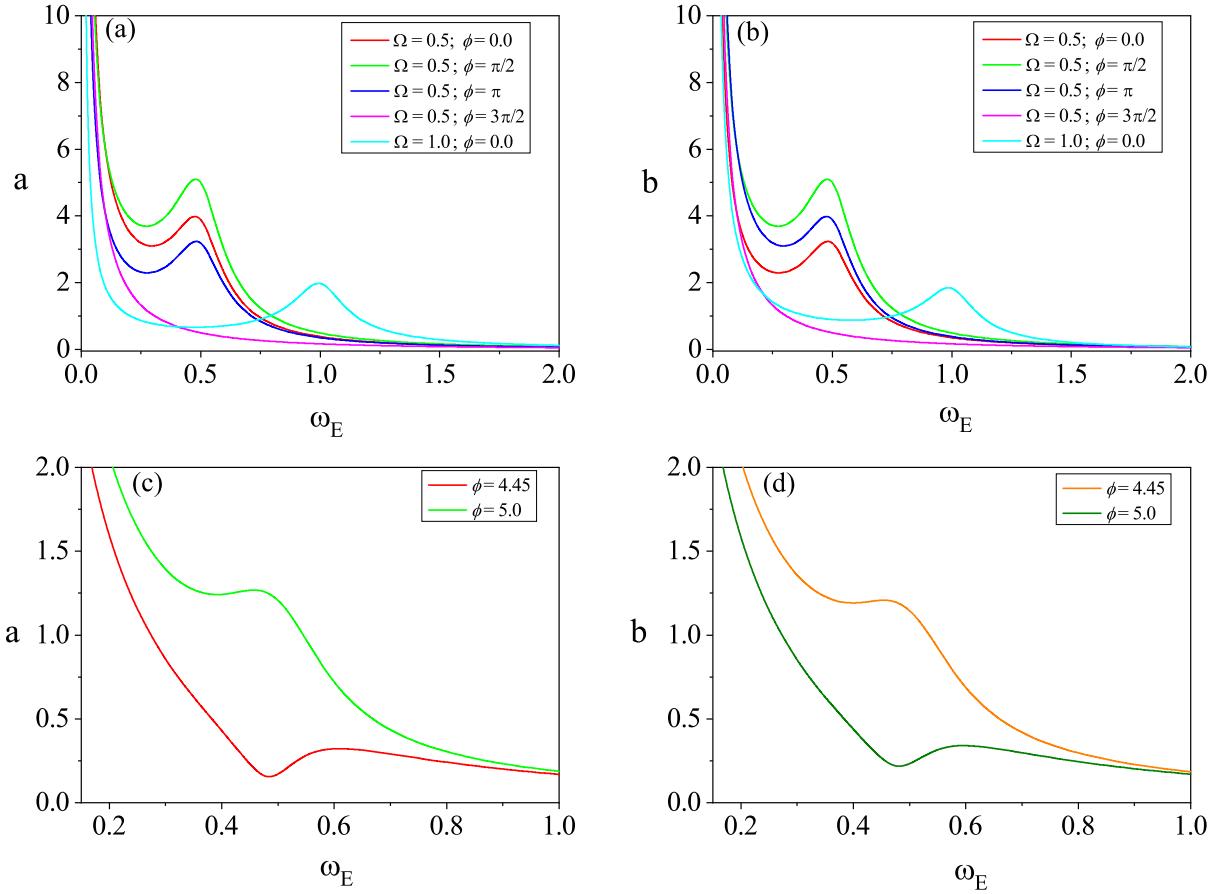 (a)
Ω = 0.5; ϕ= 0.0
Ω = 0.5; ϕ= π/2
Ω = 0.5; ϕ= π
Ω = 0.5; ϕ= 3π/2
Ω = 1.0; ϕ= 0.0
10
8
6
4
2
0
a
0.0 0.5 1.0 1.5 2.0
ω_E
(b)
Ω = 0.5; ϕ= 0.0
Ω = 0.5; ϕ= π/2
Ω = 0.5; ϕ= π
Ω = 0.5; ϕ= 3π/2
Ω = 1.0; ϕ= 0.0
10
8
6
4
2
0
b
0.0 0.5 1.0 1.5 2.0
ω_E
(c)
ϕ= 4.45
ϕ= 5.0
2.0
1.5
1.0
0.5
0.0
a
0.2 0.4 0.6 0.8 1.0
ω_E
(d)
ϕ= 4.45
ϕ= 5.0
2.0
1.5
1.0
0.5
0.0
b
0.2 0.4 0.6 0.8 1.0
ω_E